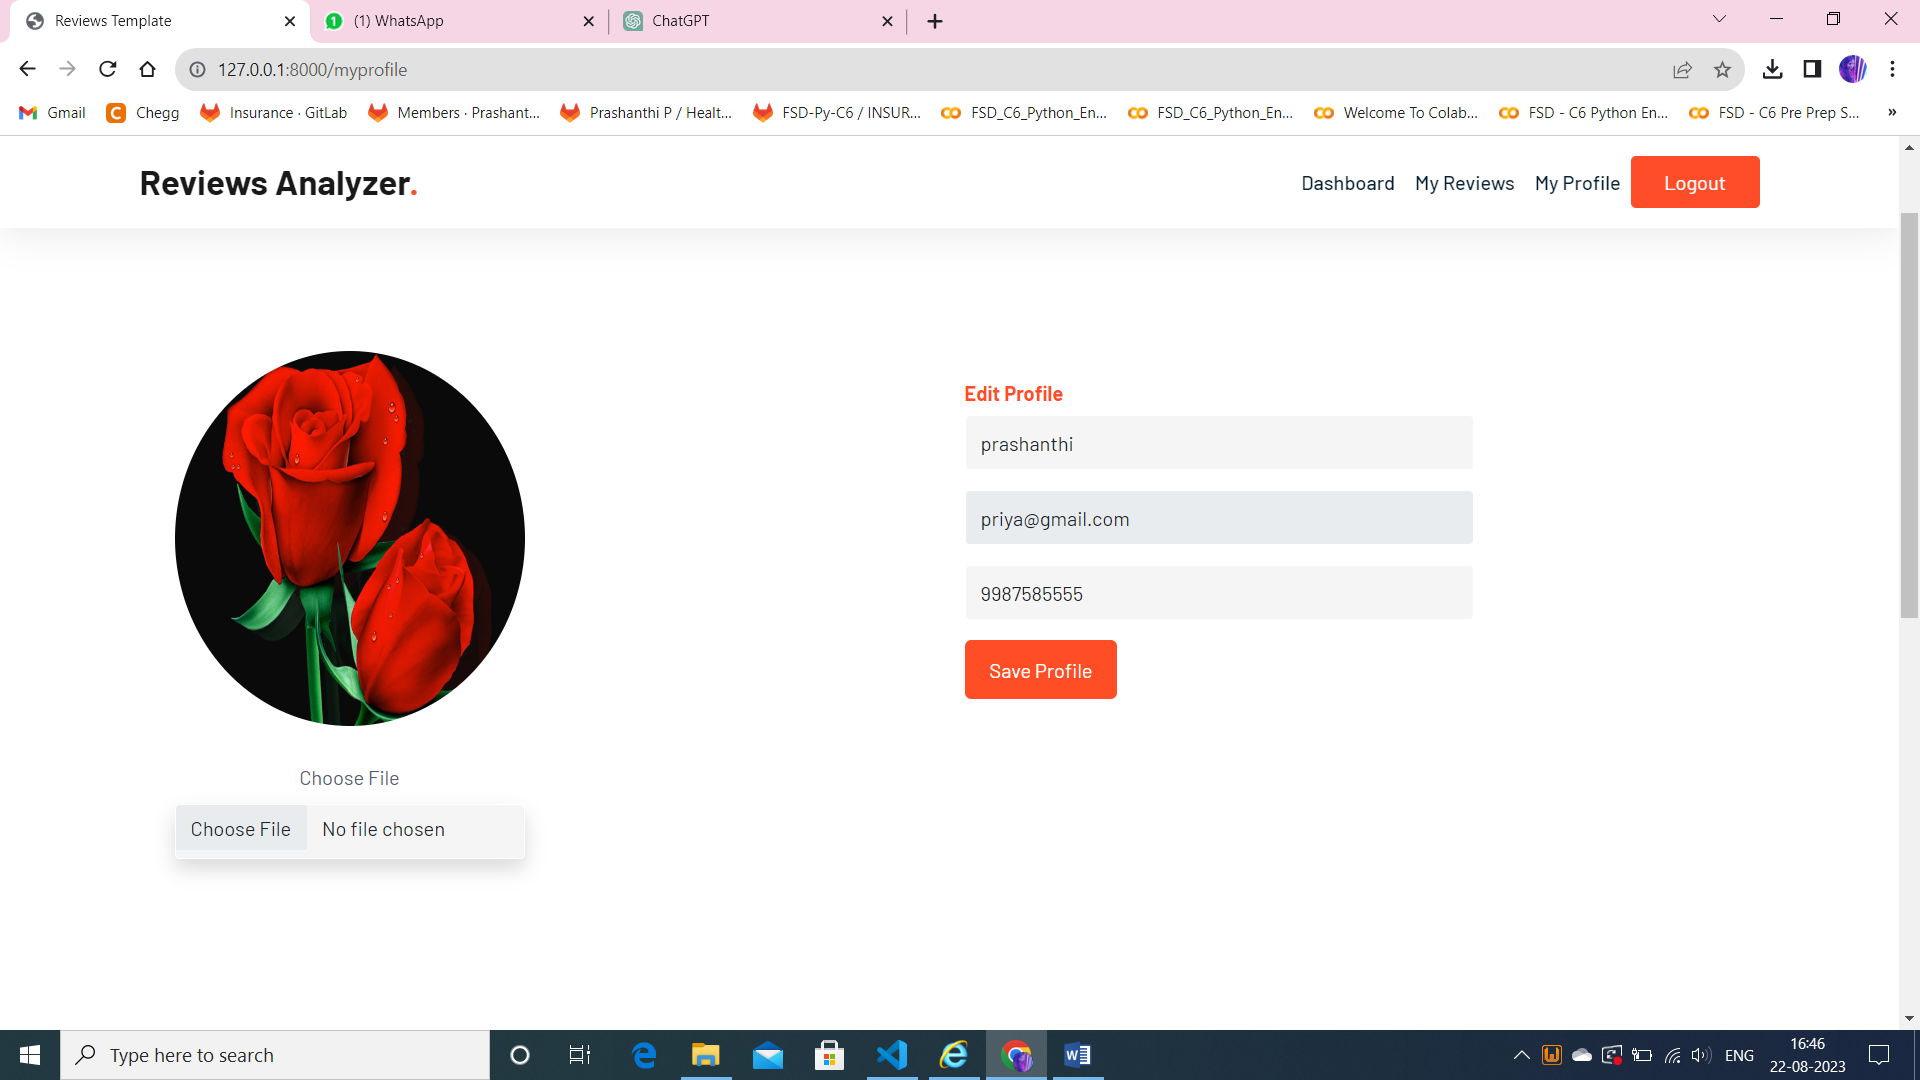 Reviews Template
(1) WhatsApp
ChatGPT
127.0.0.1:8000/myprofile
Gmail
Chegg
Insurance · GitLab
Members · Prashant...
Prashanthi P / Healt...
FSD-Py-C6 / INSUR...
FSD_C6_Python_En...
FSD_C6_Python_En...
Welcome To Colab...
FSD - C6 Python En...
FSD - C6 Pre Prep S...
»
Reviews Analyzer.
Dashboard
My Reviews
My Profile
Logout
Edit Profile
prashanthi
priya@gmail.com
9987585555
Save Profile
Choose File
Choose File
No file chosen
Type here to search
ENG
16:46
22-08-2023